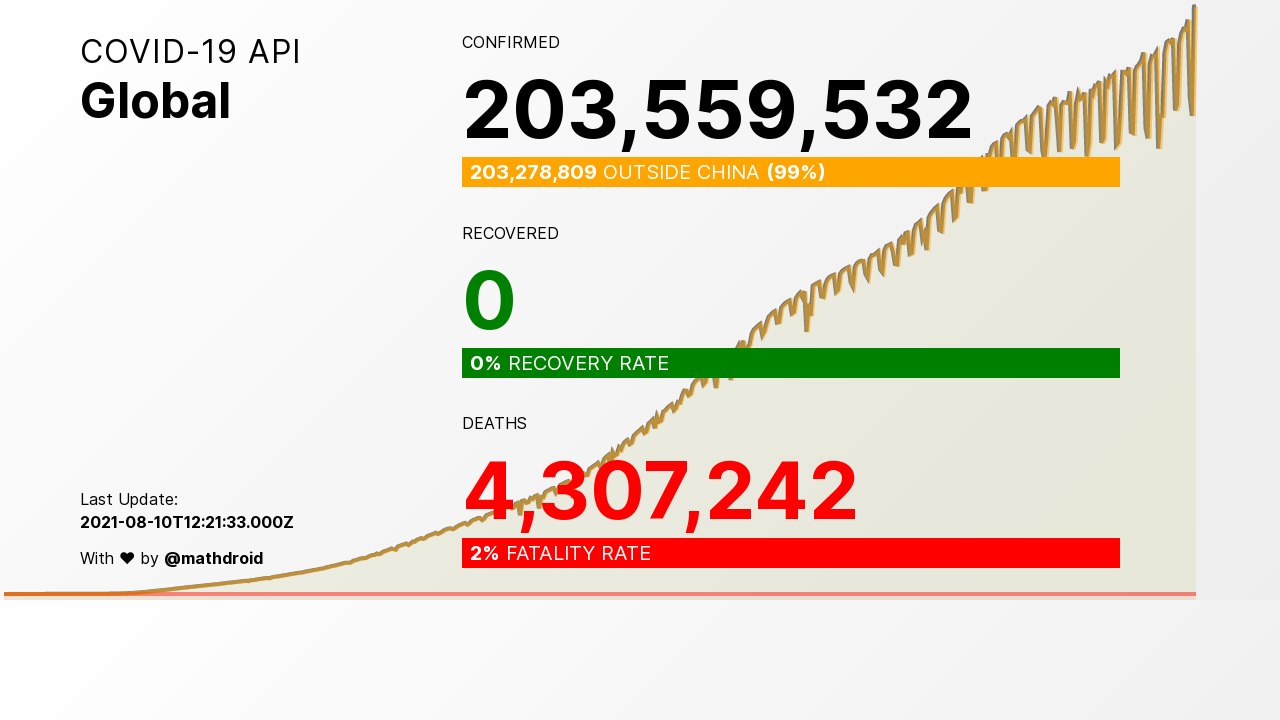 COVID-19 API
Global
CONFIRMED
203,559,532
203,278,809 OUTSIDE CHINA (99%)
RECOVERED
0
0% RECOVERY RATE
DEATHS
4,307,242
2% FATALITY RATE
Last Update:
2021-08-10T12:21:33.000Z
With ♥ by @mathdroid